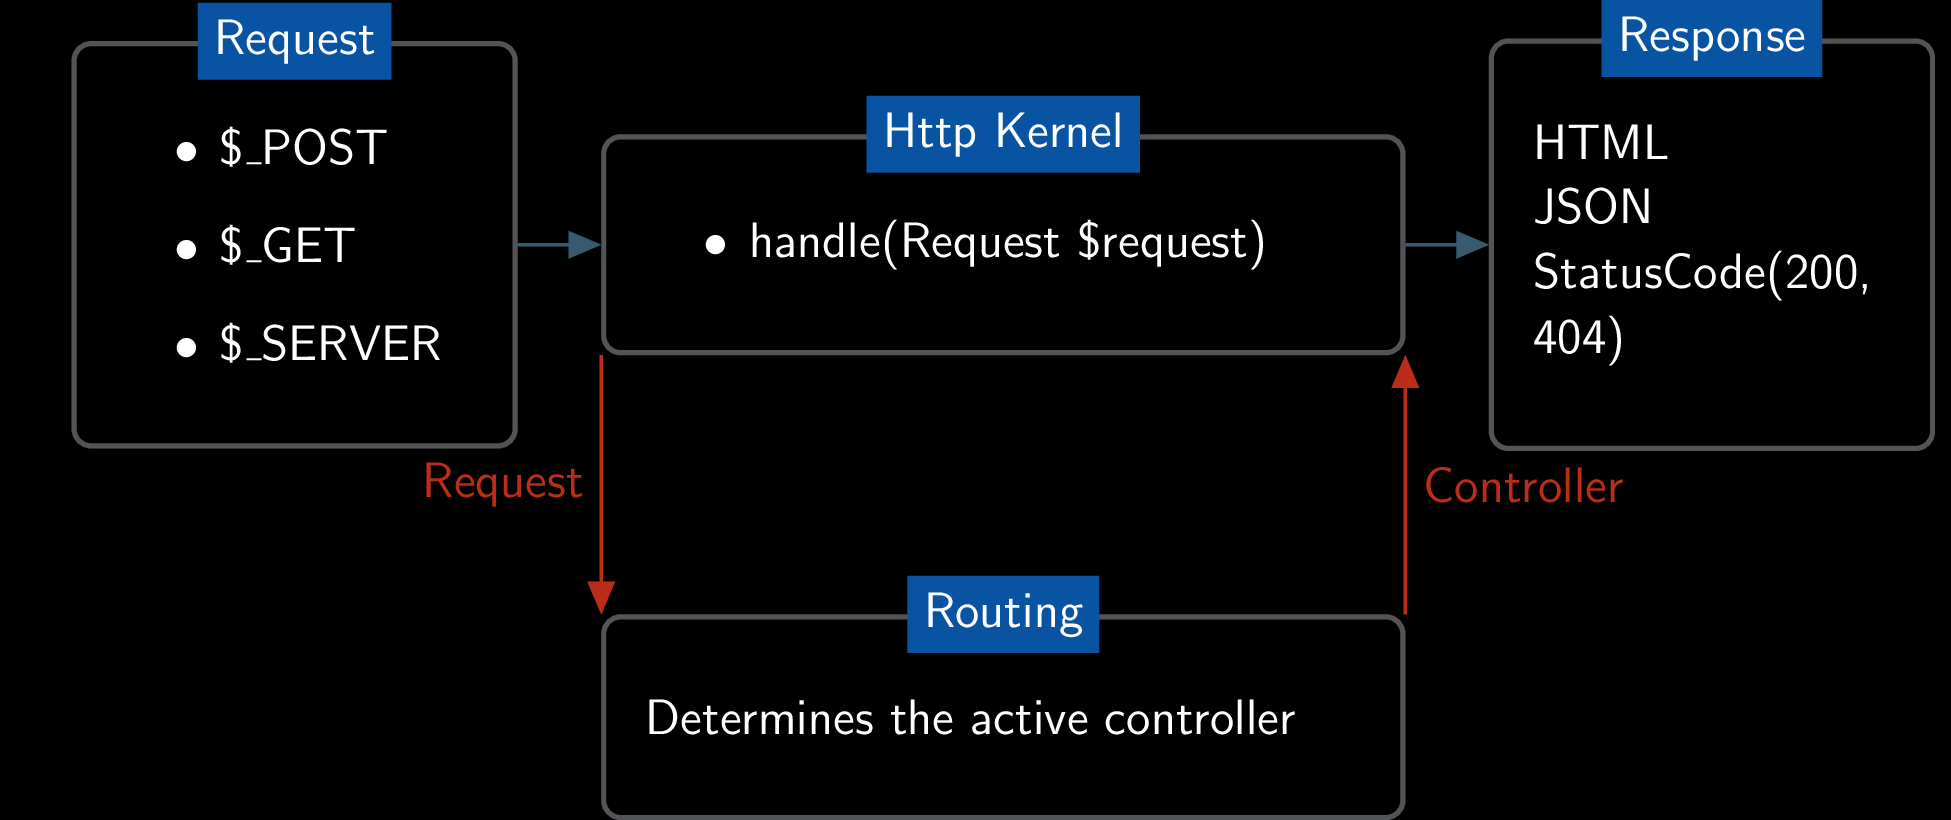 Request
• $_POST
• $_GET
• $_SERVER
Http Kernel
• handle(Request $request)
Response
HTML
JSON
StatusCode(200,
404)
Request
Controller
Routing
Determines the active controller